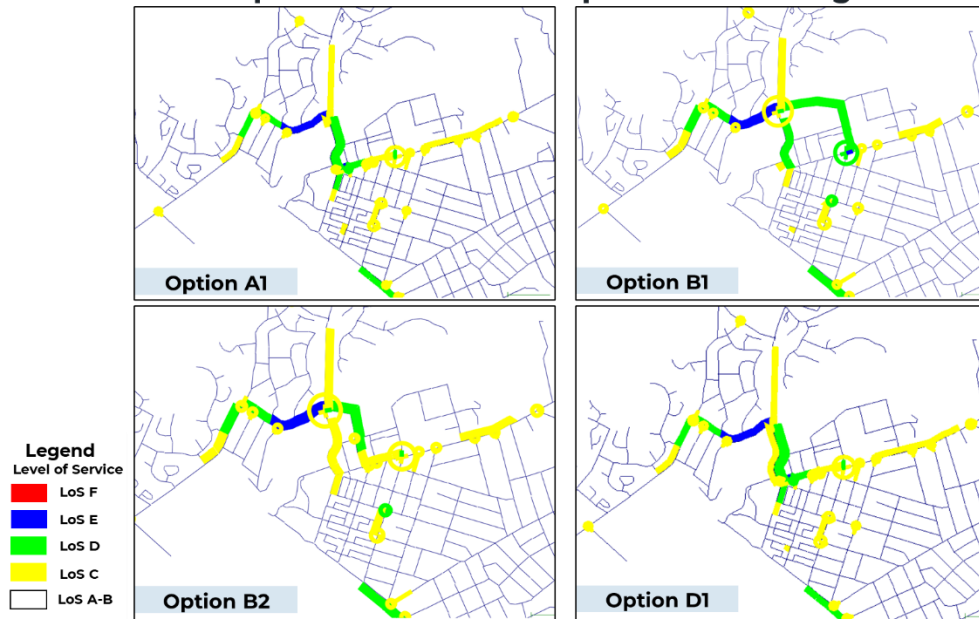 Option A1
Option B1
Legend
Level of Service
LoS F
LoS E
LoS D
LoS C
LoS A-B
Option B2
Option D1